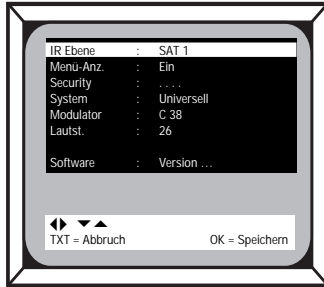 IR Ebene : SAT 1
Menü-Anz. : Ein
Security : . . . .
System : Universell
Modulator : C 38
Lautst. : 26
Software : Version ...
TXT = Abbruch OK = Speichern